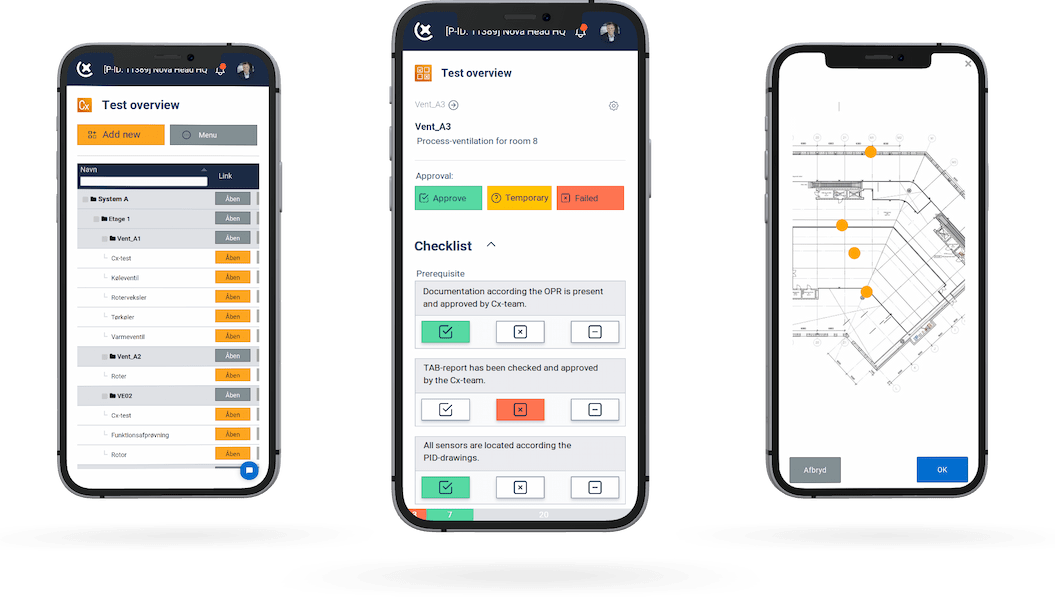 [P-ID: 11389] Nova Head HQ
Cx
Test overview
Add new
Menu
Navn
Link
System A
Åben
Etage 1
Åben
Vent_A1
Åben
Cx-test
Åben
Køleventil
Åben
Roterveksler
Åben
Tørkøler
Åben
Varmeventil
Åben
Vent_A2
Åben
Roter
Åben
VE02
Åben
Cx-test
Åben
Funktionsafprøvning
Åben
Rotor
Åben
[P-ID: 11389] Nova Head HQ
Test overview
Vent_A3
Vent_A3
Process-ventilation for room 8
Approval:
Approve
Temporary
Failed
Checklist
Prerequisite
Documentation according the OPR is present
and approved by Cx-team.
TAB-report has been checked and approved
by the Cx-team.
All sensors are located according the
PID-drawings.
3
7
20
Afbryd
OK